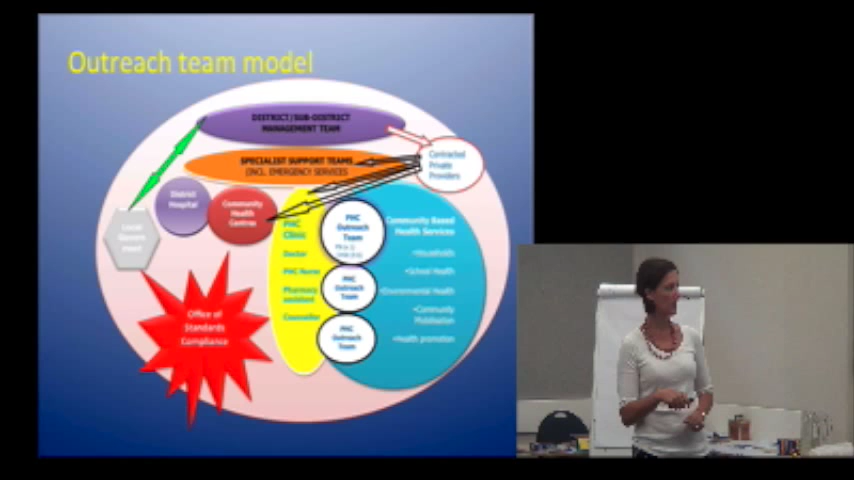 Outreach team model
DISTRICT/SUB-DISTRICT
MANAGEMENT TEAM
SPECIALIST SUPPORT TEAMS
(INCL. EMERGENCY SERVICES
Contracted
Private
Providers
District
Hospital
Community
Health
Centres
Local
Govern
ment
PHC
Clinic
Doctor
PHC Nurse
Pharmacy
assistant
Counsellor
PHC
Outreach
Team
PHC
Outreach
Team
PHC
Outreach
Team
Community Based
Health Services
•Households
•School Health
•Environmental Health
•Community
Mobilisation
•Health promotion
Office of
Standards
Compliance